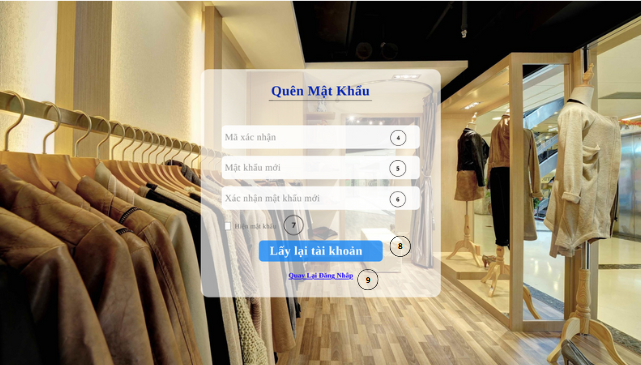 Quên Mật Khẩu
Mã xác nhận 4
Mật khẩu mới 5
Xác nhận mật khẩu mới 6
Hiện mật khẩu 7
Lấy lại tài khoản 8
Quay Lại Đăng Nhập 9